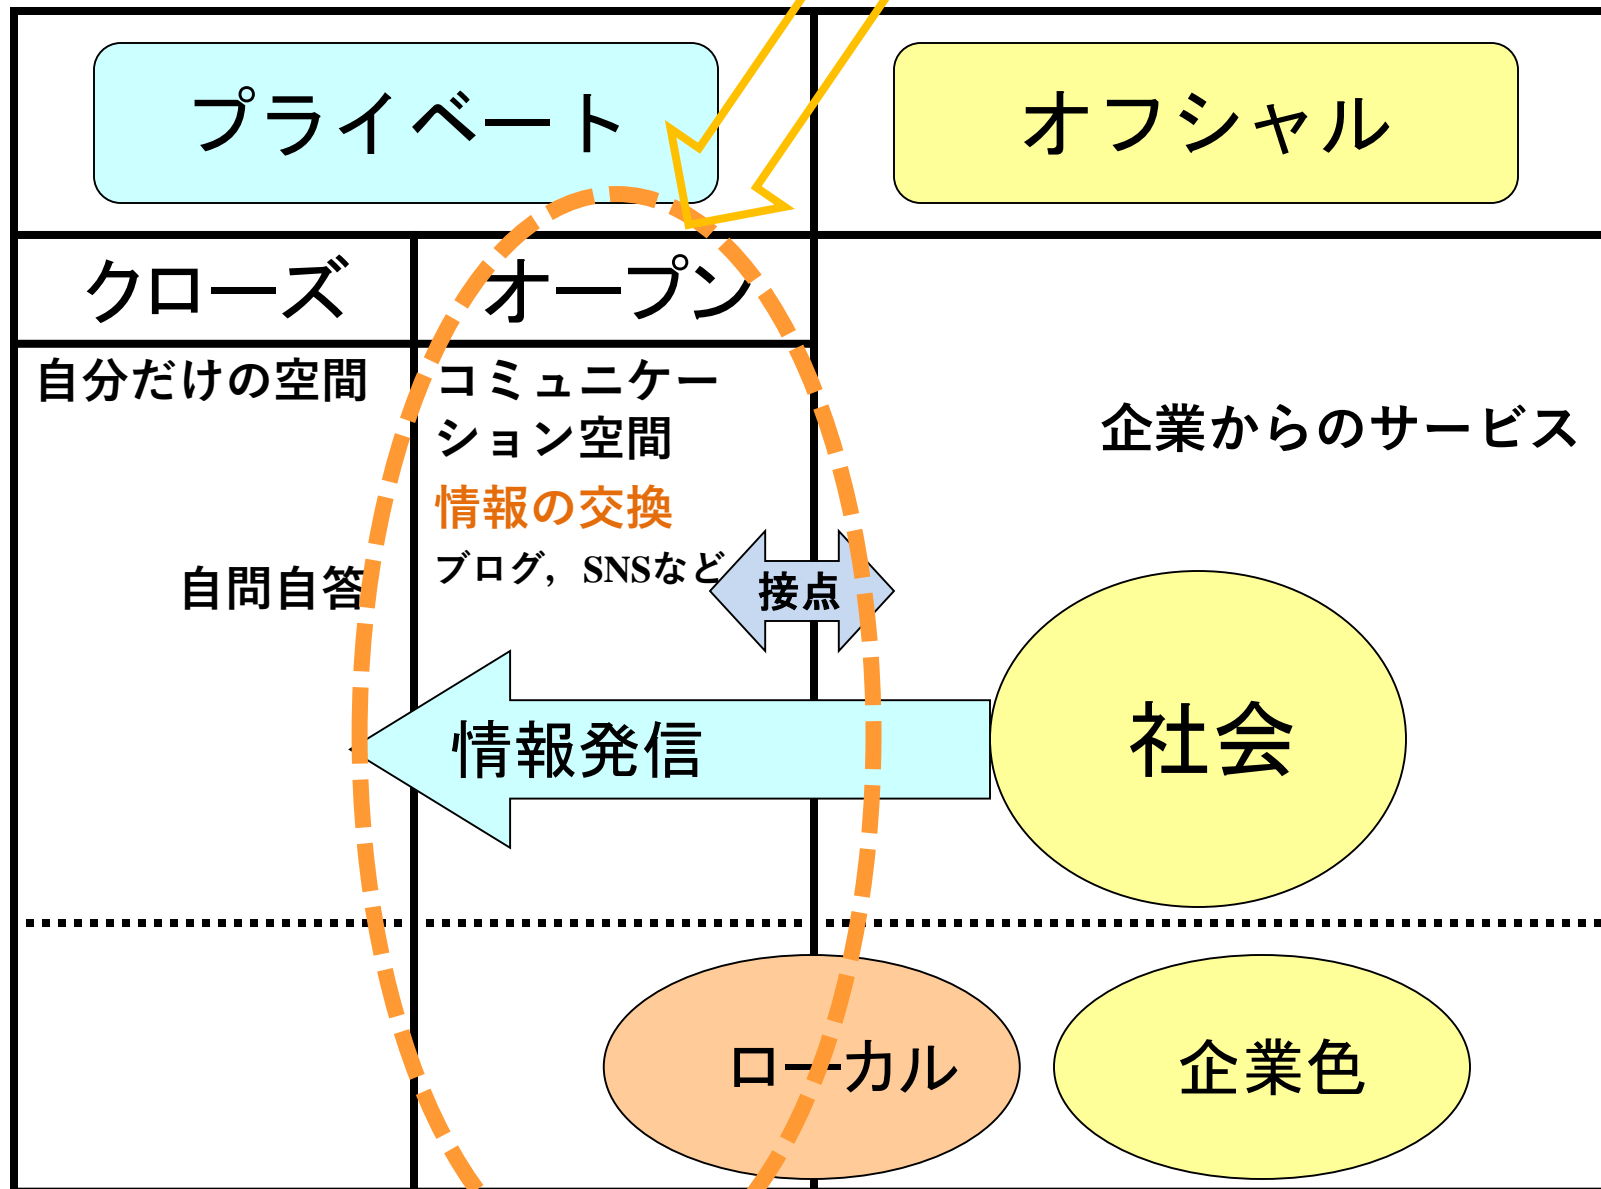 プライベート
オフシャル
クローズ
オープン
自分だけの空間
コミュニケー
ション空間
情報の交換
ブログ，SNSなど
自問自答
接点
企業からのサービス
情報発信
社会
ローカル
企業色